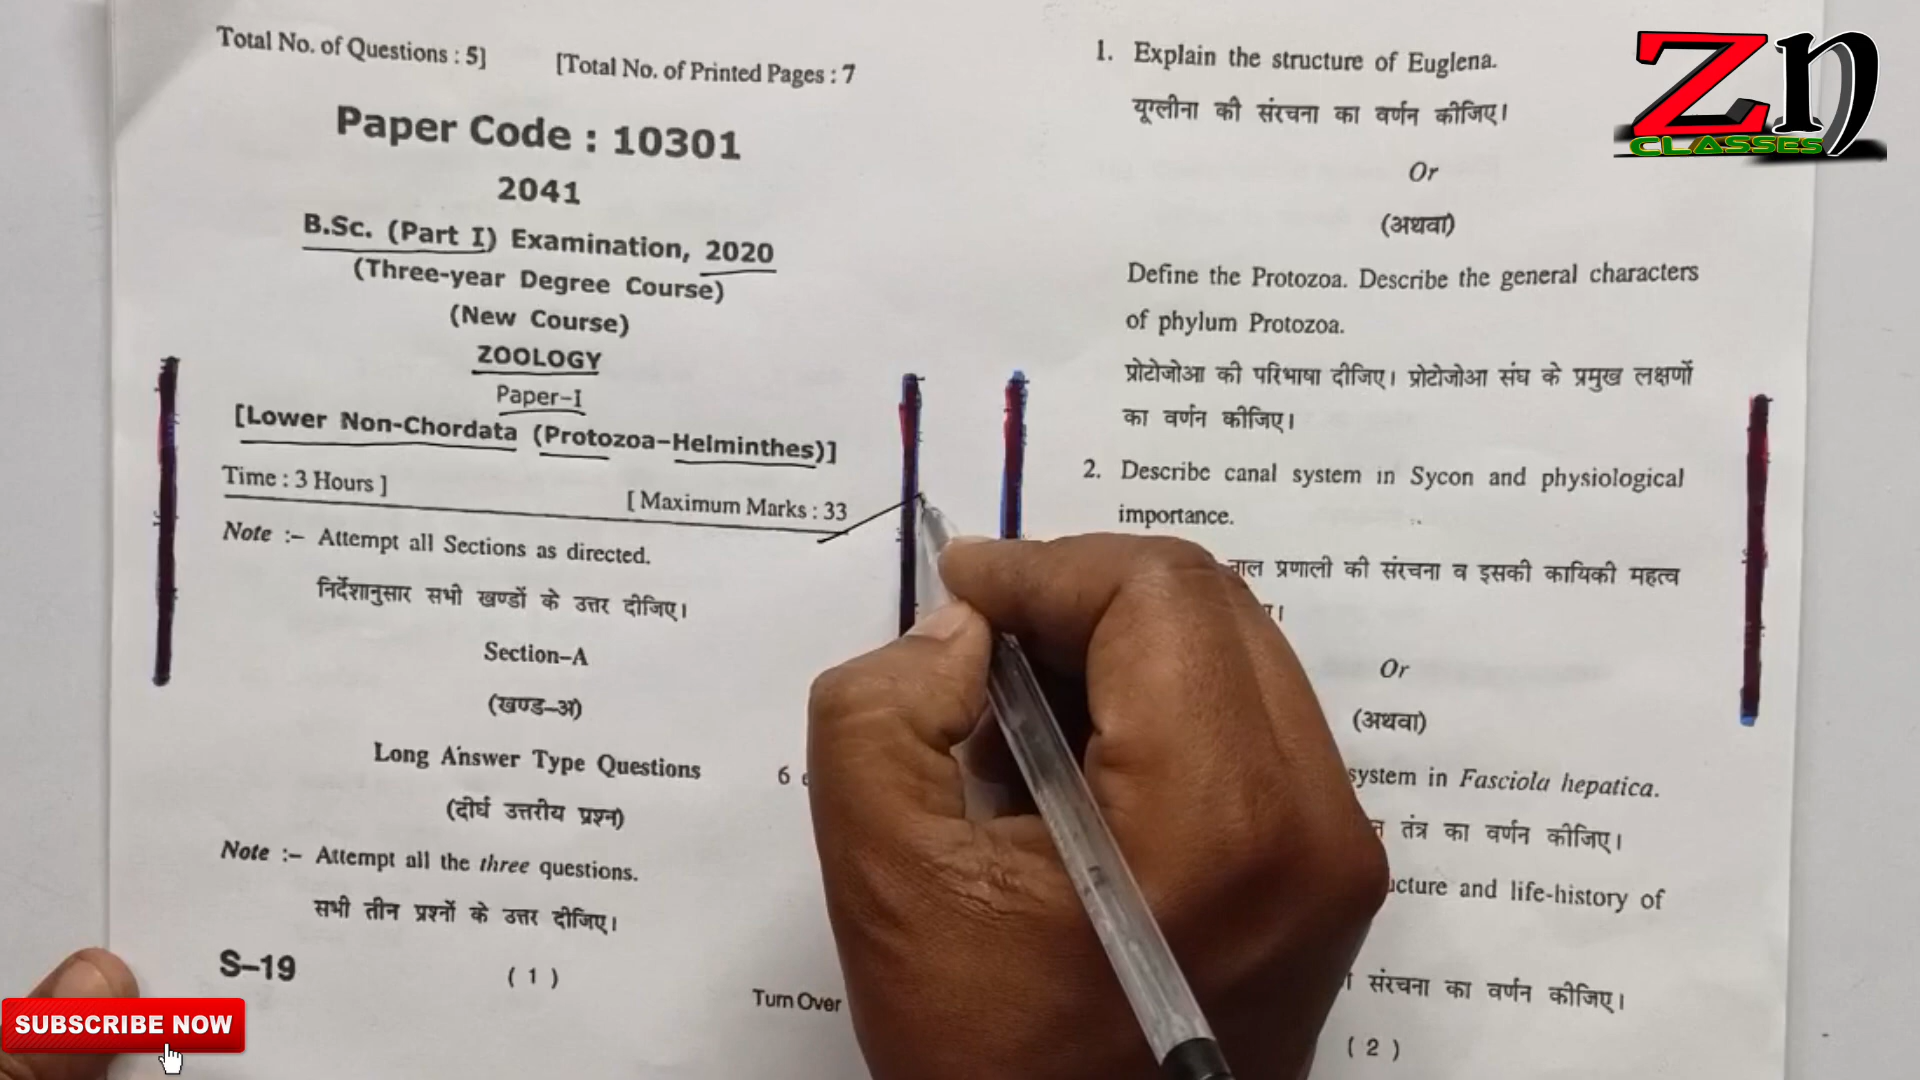 Total No. of Questions : 5]
[Total No. of Printed Pages : 7
Paper Code : 10301
2041
B.Sc. (Part I) Examination, 2020
(Three-year Degree Course)
(New Course)
ZOOLOGY
Paper-I
[Lower Non-Chordata (Protozoa-Helminthes)]
Time : 3 Hours ]
[ Maximum Marks : 33
Note :– Attempt all Sections as directed.
निर्देशानुसार सभी खण्डों के उत्तर दीजिए।
Section–A
(खण्ड–अ)
Long Answer Type Questions 6
(दीर्घ उत्तरीय प्रश्न)
Note :– Attempt all the three questions.
सभी तीन प्रश्नों के उत्तर दीजिए।
S–19
( 1 )
Turn Over
1. Explain the structure of Euglena.
यूग्लीना की संरचना का वर्णन कीजिए।
Or
(अथवा)
Define the Protozoa. Describe the general characters
of phylum Protozoa.
प्रोटोजोआ की परिभाषा दीजिए। प्रोटोजोआ संघ के प्रमुख लक्षणों
का वर्णन कीजिए।
2. Describe canal system in Sycon and physiological
importance.
नाल प्रणाली की संरचना व इसकी कायिकी महत्व
Or
(अथवा)
system in Fasciola hepatica.
तंत्र का वर्णन कीजिए।
and life-history of
संरचना का वर्णन कीजिए।
( 2 )
Zn
CLASSES
SUBSCRIBE NOW